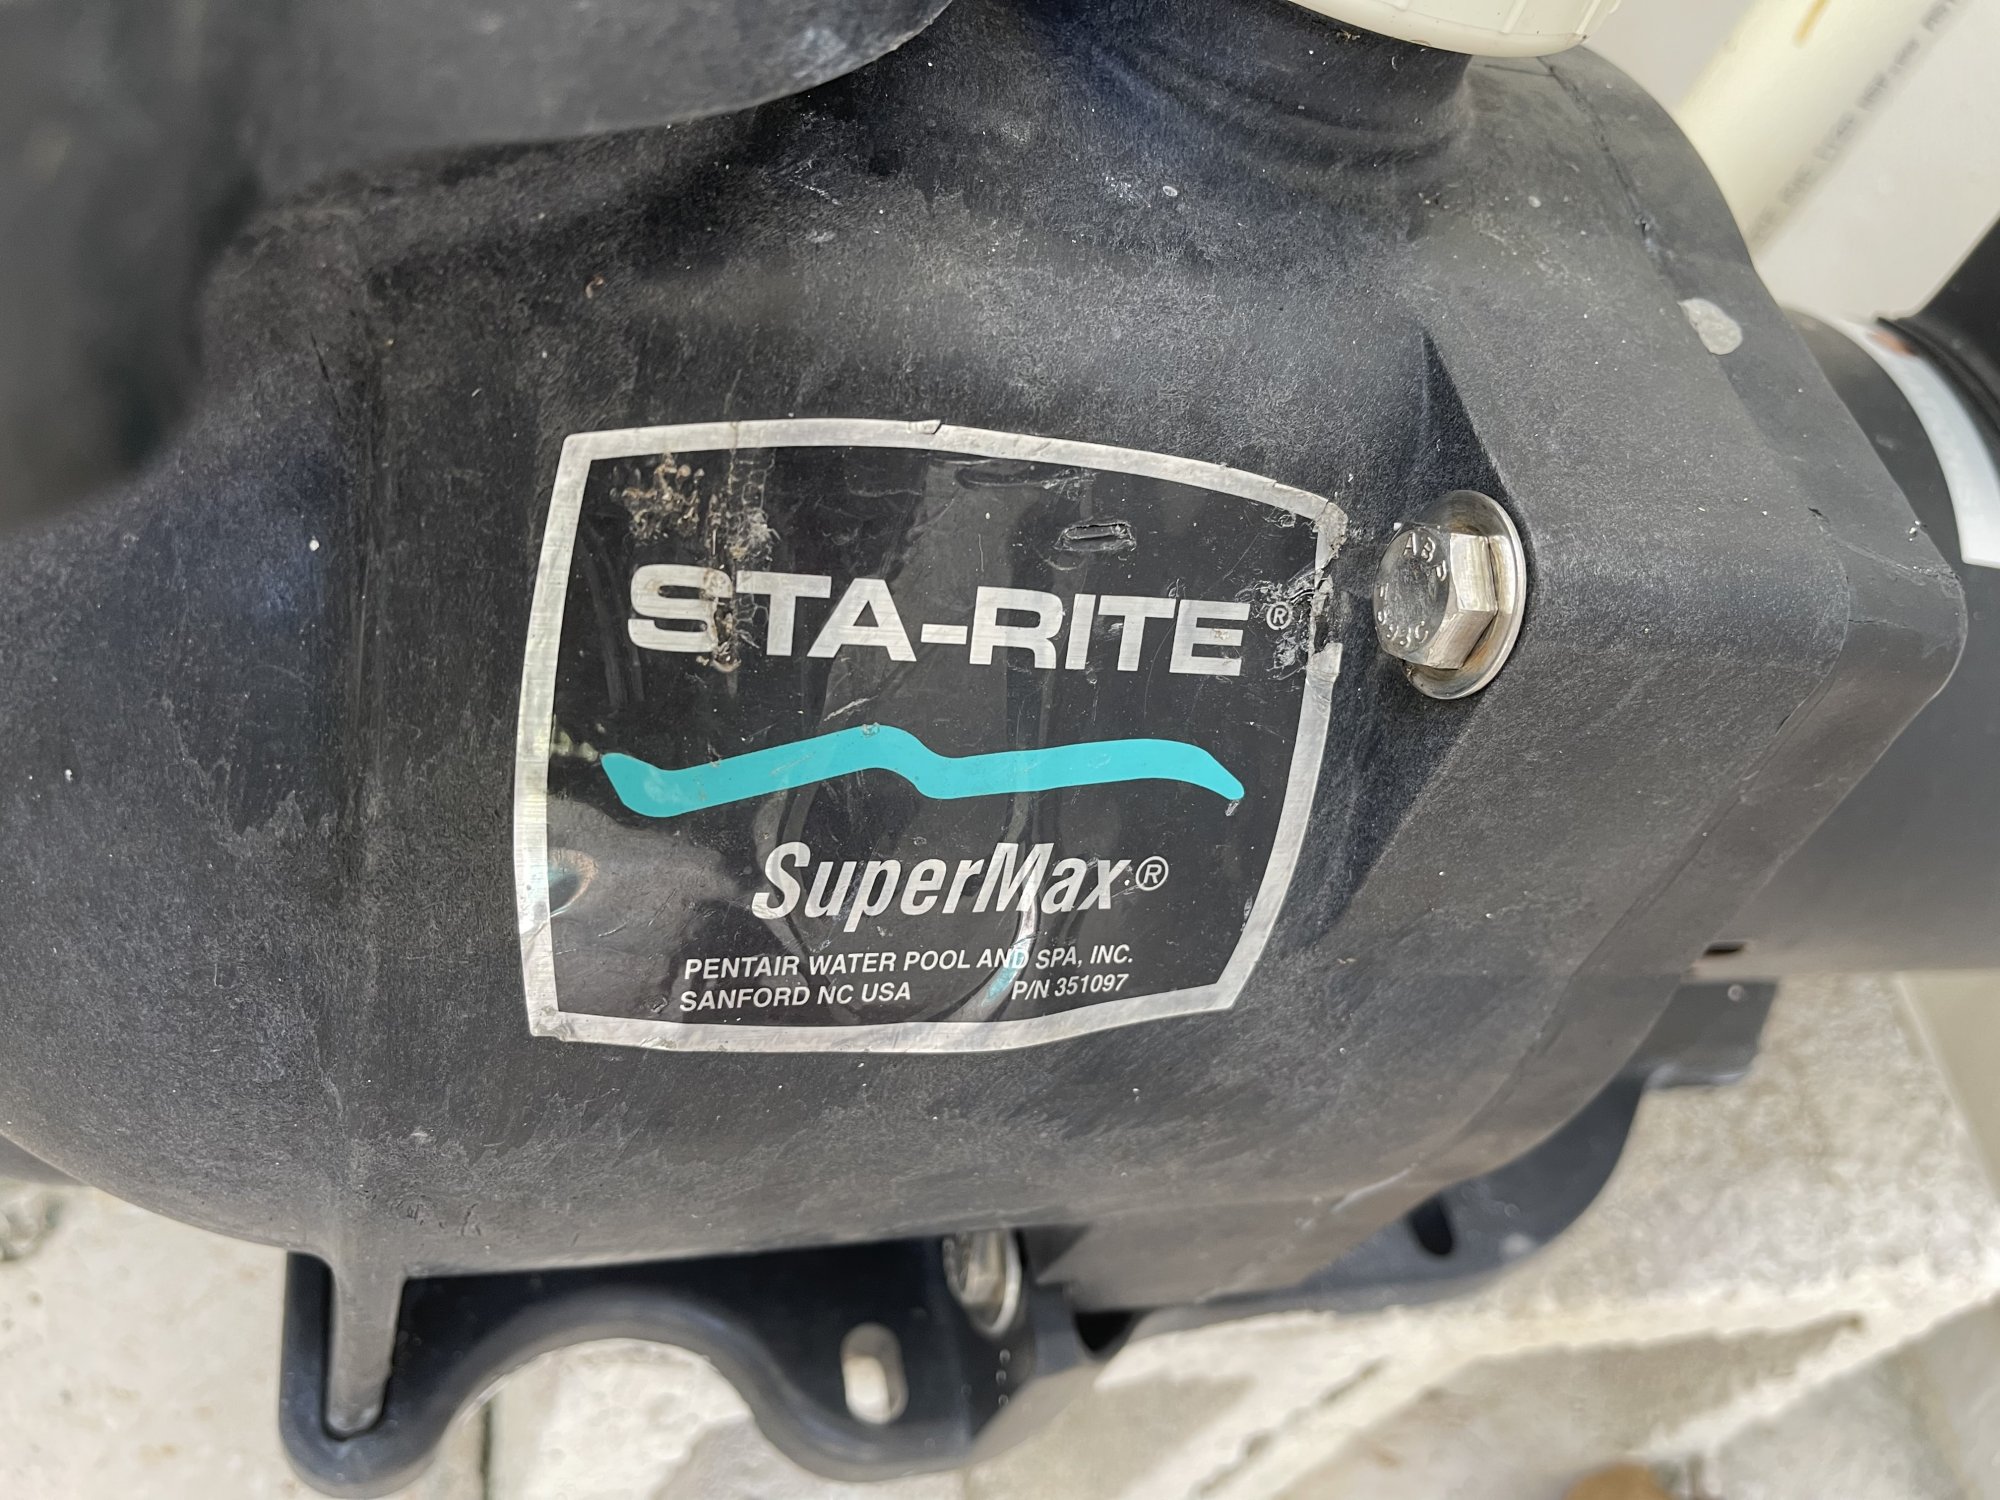 STA-RITE®
SuperMax®
PENTAIR WATER POOL AND SPA, INC.
SANFORD NC USA P/N 351097